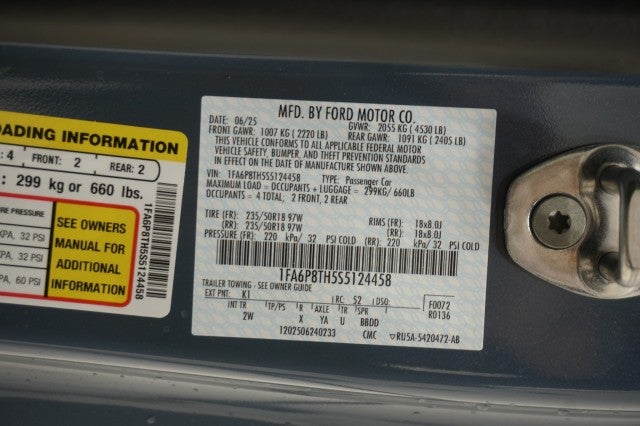 OADING INFORMATION
: 4 FRONT: 2 REAR: 2
: 299 kg or 660 lbs.
RE PRESSURE
KPA, 32 PSI
KPA, 32 PSI
KPA, 60 PSI
SEE OWNERS
MANUAL FOR
ADDITIONAL
INFORMATION
1FA6P8TH5S5124458
MFD. BY FORD MOTOR CO.
DATE: 06/25 GVWR: 2055 KG ( 4530 LB)
FRONT GAWR: 1007 KG ( 2220 LB) REAR GAWR: 1091 KG ( 2405 LB)
THIS VEHICLE CONFORMS TO ALL APPLICABLE FEDERAL MOTOR
VEHICLE SAFETY, BUMPER, AND THEFT PREVENTION STANDARDS
IN EFFECT ON THE DATE OF MANUFACTURE SHOWN ABOVE.
VIN: 1FA6P8TH5S5124458 TYPE: Passenger Car
MAXIMUM LOAD = OCCUPANTS + LUGGAGE = 299KG/ 660LB
OCCUPANTS = 4 TOTAL, 2 FRONT, 2 REAR
TIRE (FR): 235/50R18 97W RIMS (FR): 18x8.0J
(RR): 235/50R18 97W (RR): 18x8.0J
PRESSURE (FR): 220 kPa/ 32 PSI COLD (RR) 220 kPa/ 32 PSI COLD
1FA6P8TH5S5124458
TRAILER TOWING - SEE OWNER GUIDE
EXT PNT: K1 RC: 52 DSO: F0072
INT TR TP/PS R AXLE TR SPR R0136
2W X YU BBDD
1202506240233 CMC RU5A-5420472-AB